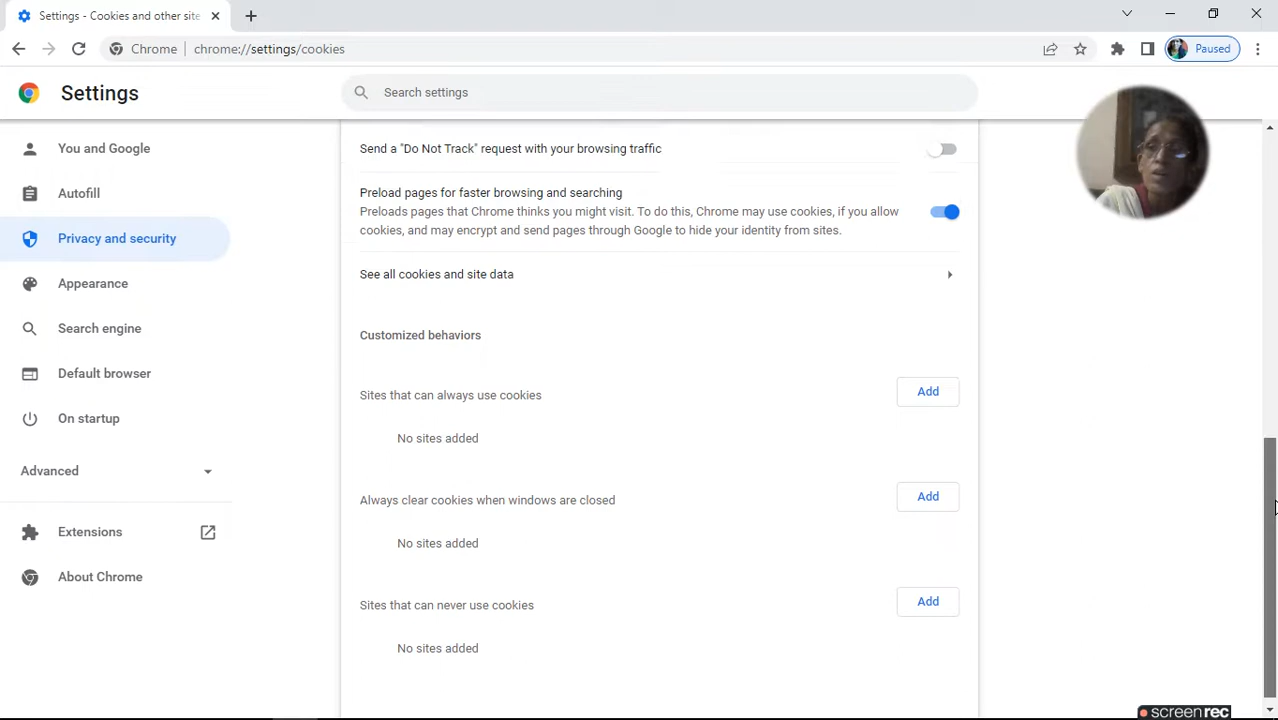 Settings - Cookies and other site
Chrome
chrome://settings/cookies
Paused
Settings
Search settings
You and Google
Autofill
Privacy and security
Appearance
Search engine
Default browser
On startup
Advanced
Extensions
About Chrome
Send a "Do Not Track" request with your browsing traffic
Preload pages for faster browsing and searching
Preloads pages that Chrome thinks you might visit. To do this, Chrome may use cookies, if you allow
cookies, and may encrypt and send pages through Google to hide your identity from sites.
See all cookies and site data
Customized behaviors
Sites that can always use cookies
Add
No sites added
Always clear cookies when windows are closed
Add
No sites added
Sites that can never use cookies
Add
No sites added
screenrec